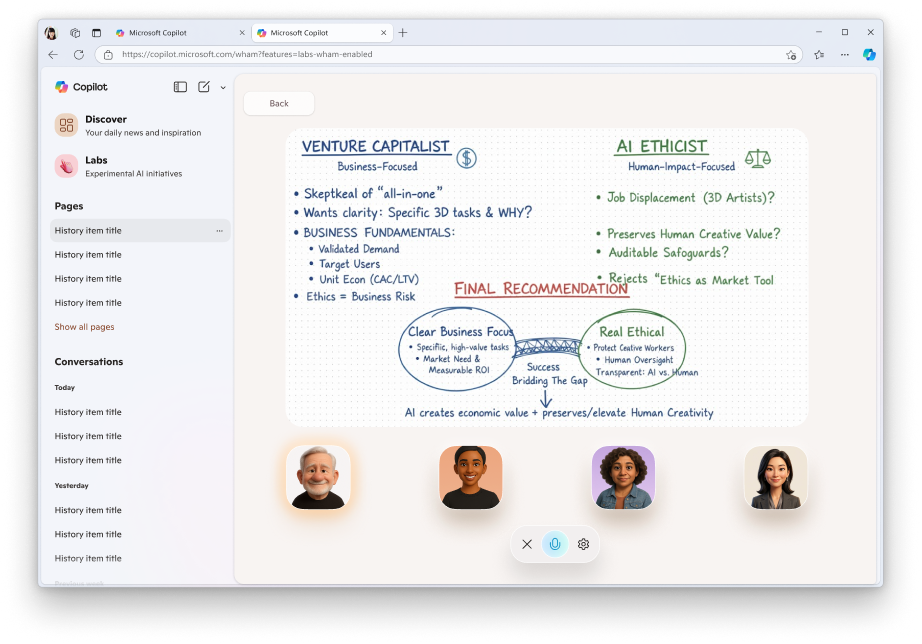 Microsoft Copilot
Microsoft Copilot
https://copilot.microsoft.com/wham?features=labs-wham-enabled
Copilot
Discover
Your daily news and inspiration
Labs
Experimental AI initiatives
Pages
History item title
History item title
History item title
History item title
Show all pages
Conversations
Today
History item title
History item title
History item title
Yesterday
History item title
History item title
History item title
Previous week
Back
VENTURE CAPITALIST
$
Business-Focused
• Skeptkeal of "all-in-one"
• Wants clarity: Specific 3D tasks & WHY?
• BUSINESS FUNDAMENTALS:
• Validated Demand
• Target Users
• Unit Econ (CAC/LTV)
• Ethics = Business Risk
AI ETHICIST
Human-Impact-Focused
• Job Displacement (3D Artists)?
• Preserves Human Creative Value?
• Auditable Safoguards?
• Rejects "Ethics as Market Tool
FINAL RECOMMENDATION
Clear Business Focus
• Specific, high-value tasks
• Market Need &
Measurable ROI
Success
Bridding The Gap
Real Ethical
• Protect Ceative Workers
• Human Oversight
Transparent: AI vs. Human
AI creates economic value + preserves/elevate Human Creativity